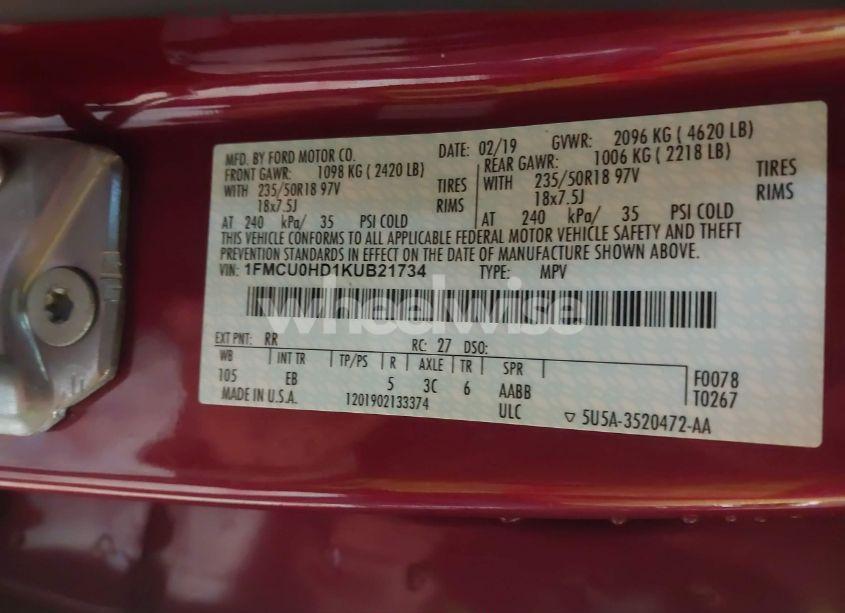 MFD. BY FORD MOTOR CO. DATE: 02/19 GVWR: 2096 KG ( 4620 LB)
FRONT GAWR: 1098 KG ( 2420 LB) REAR GAWR: 1006 KG ( 2218 LB)
WITH 235/50R18 97V TIRES WITH 235/50R18 97V TIRES
18x7.5J RIMS 18x7.5J RIMS
AT 240 kPa/ 35 PSI COLD AT 240 kPa/ 35 PSI COLD
THIS VEHICLE CONFORMS TO ALL APPLICABLE FEDERAL MOTOR VEHICLE SAFETY AND THEFT
PREVENTION STANDARDS IN EFFECT ON THE DATE OF MANUFACTURE SHOWN ABOVE.
VIN: 1FMCU0HD1KUB21734 TYPE: MPV
wheelwise
EXT PNT: RR RC: 27 DSO:
WB INT TR TP/PS R AXLE TR SPR
105 EB 5 3C 6 AABB F0078
MADE IN U.S.A. 1201902133374 ULC T0267
5U5A-3520472-AA